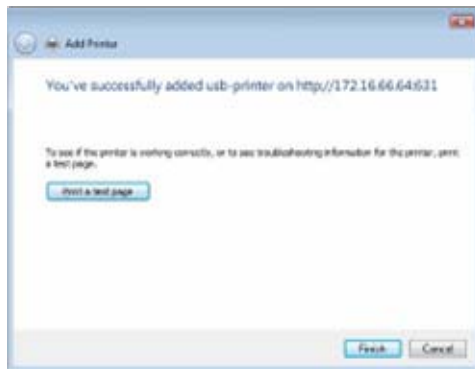 Add Printer
You've successfully added usb-printer on http://172.16.66.64:631
To see if the printer is working correctly, or to see troubleshooting information for the printer, print
a test page.
Print a test page
Finish
Cancel